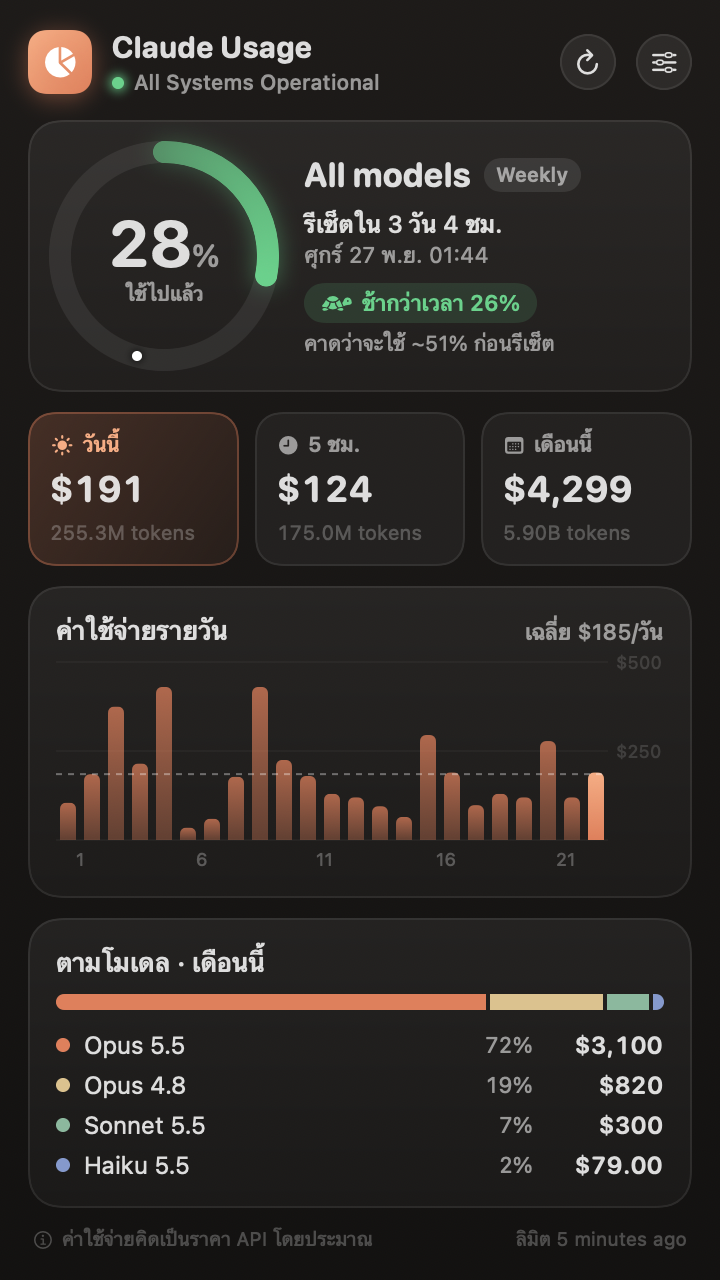 Claude Usage
All Systems Operational
28%
ใช้ไปแล้ว
All models Weekly
รีเซ็ตใน 3 วัน 4 ชม.
ศุกร์ 27 พ.ย. 01:44
ช้ากว่าเวลา 26%
คาดว่าจะใช้ ~51% ก่อนรีเซ็ต
วันนี้
$191
255.3M tokens
5 ชม.
$124
175.0M tokens
เดือนนี้
$4,299
5.90B tokens
ค่าใช้จ่ายรายวัน เฉลี่ย $185/วัน
$500
$250
1 6 11 16 21
ตามโมเดล · เดือนนี้
Opus 5.5 72% $3,100
Opus 4.8 19% $820
Sonnet 5.5 7% $300
Haiku 5.5 2% $79.00
ค่าใช้จ่ายคิดเป็นราคา API โดยประมาณ ลิมิต 5 minutes ago